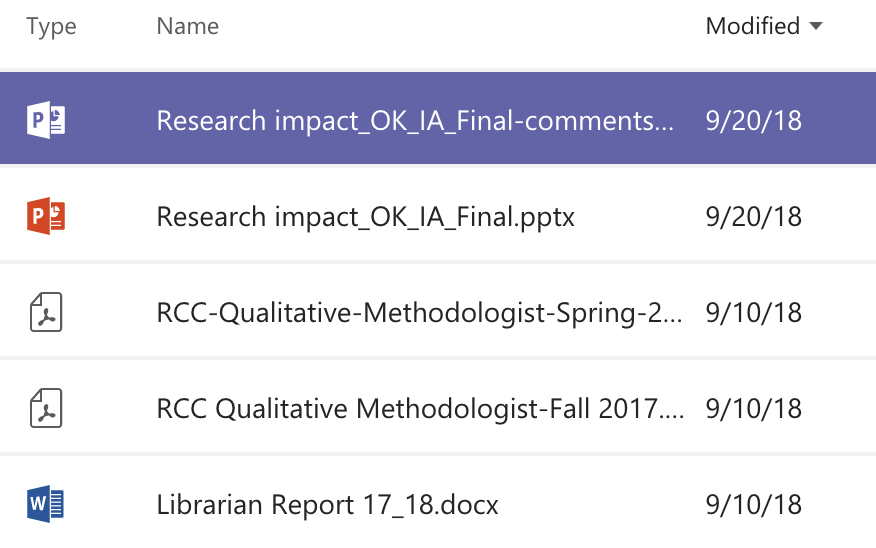 Type Name Modified
P Research impact_OK_IA_Final-comments... 9/20/18
P Research impact_OK_IA_Final.pptx 9/20/18
RCC-Qualitative-Methodologist-Spring-2... 9/10/18
RCC Qualitative Methodologist-Fall 2017.... 9/10/18
W Librarian Report 17_18.docx 9/10/18